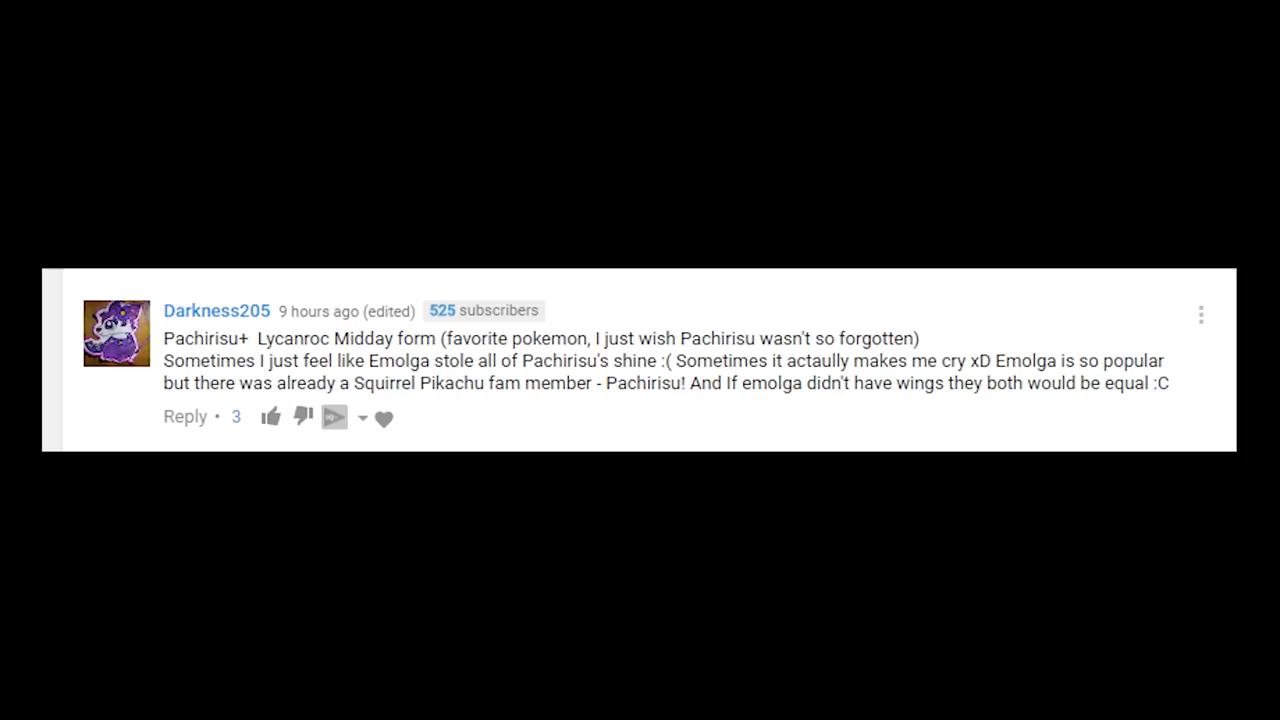 Darkness205 9 hours ago (edited) 525 subscribers
Pachirisu+  Lycanroc Midday form (favorite pokemon, I just wish Pachirisu wasn't so forgotten)
Sometimes I just feel like Emolga stole all of Pachirisu's shine :( Sometimes it actaully makes me cry xD Emolga is so popular
but there was already a Squirrel Pikachu fam member - Pachirisu! And If emolga didn't have wings they both would be equal :C
Reply • 3